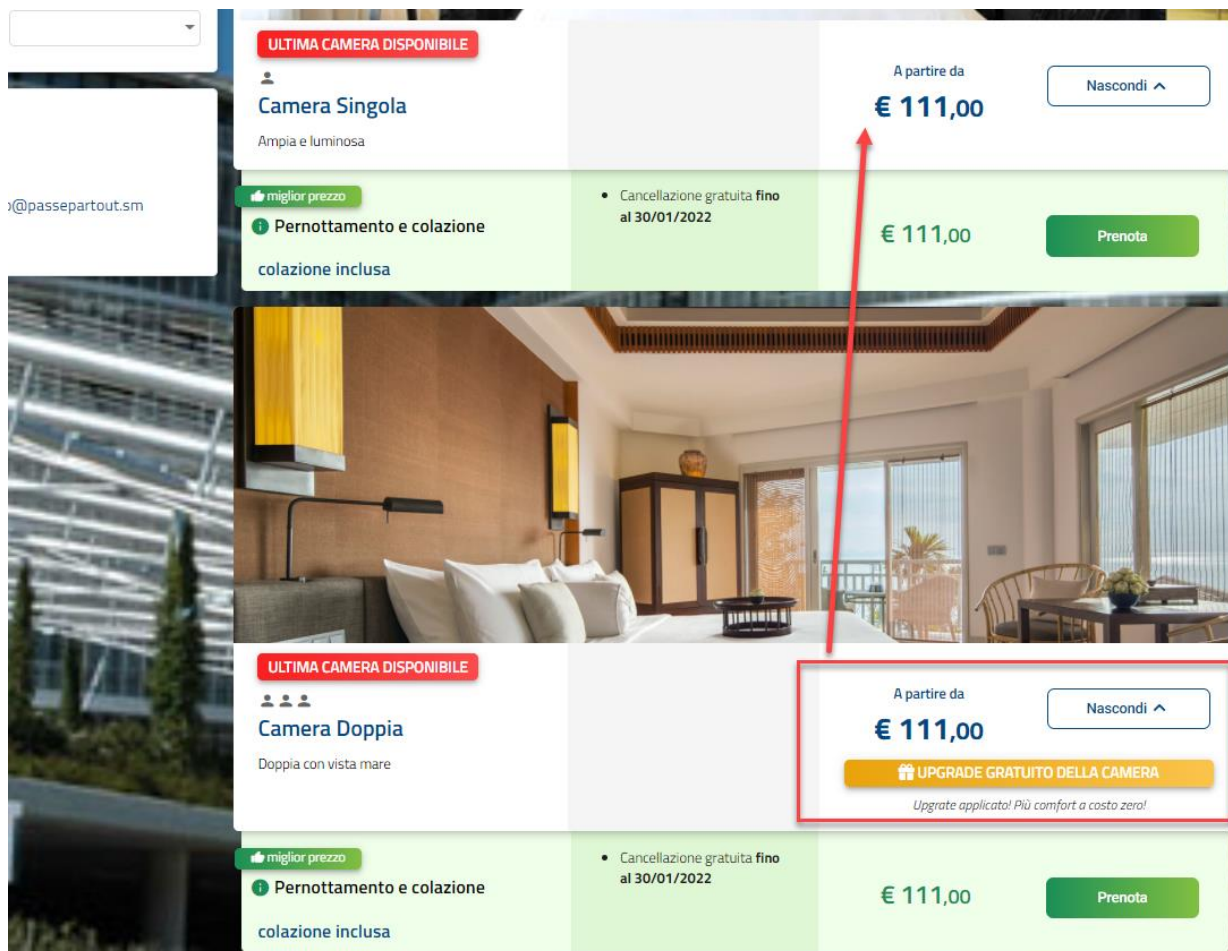 ULTIMA CAMERA DISPONIBILE
Camera Singola
Ampia e luminosa
A partire da
€ 111,00
Nascondi
o@passepartout.sm
miglior prezzo
Pernottamento e colazione
colazione inclusa
• Cancellazione gratuita fino
al 30/01/2022
€ 111,00
Prenota
ULTIMA CAMERA DISPONIBILE
Camera Doppia
Doppia con vista mare
A partire da
€ 111,00
Nascondi
UPGRADE GRATUITO DELLA CAMERA
Upgrate applicato! Più comfort a costo zero!
miglior prezzo
Pernottamento e colazione
colazione inclusa
• Cancellazione gratuita fino
al 30/01/2022
€ 111,00
Prenota